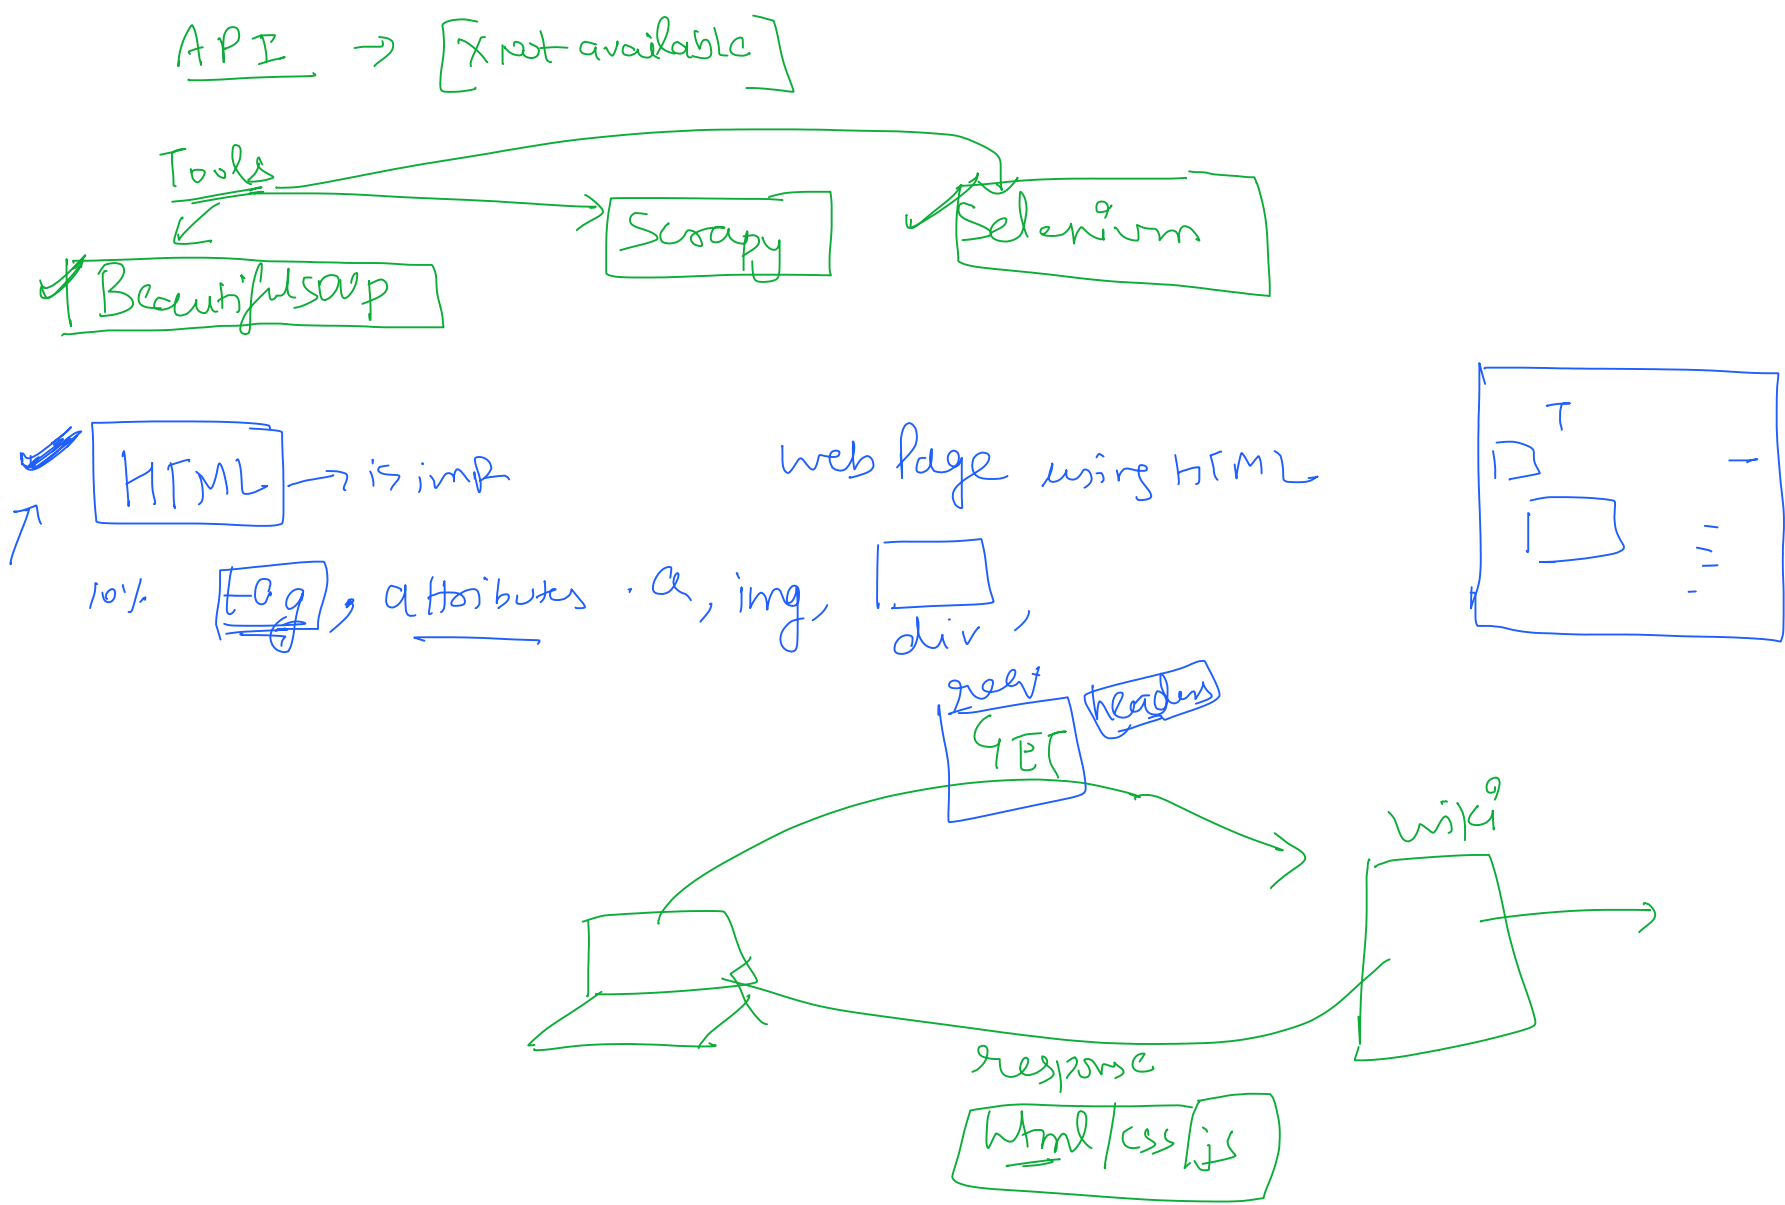 API → [x not available]
Tools
Scrapy
Selenium
Beautifulsoup
T
HTML → is imp
web Page using HTML
10% tag, attributes . a, img,
div,
headers
GET
wiki
response
html/css/js